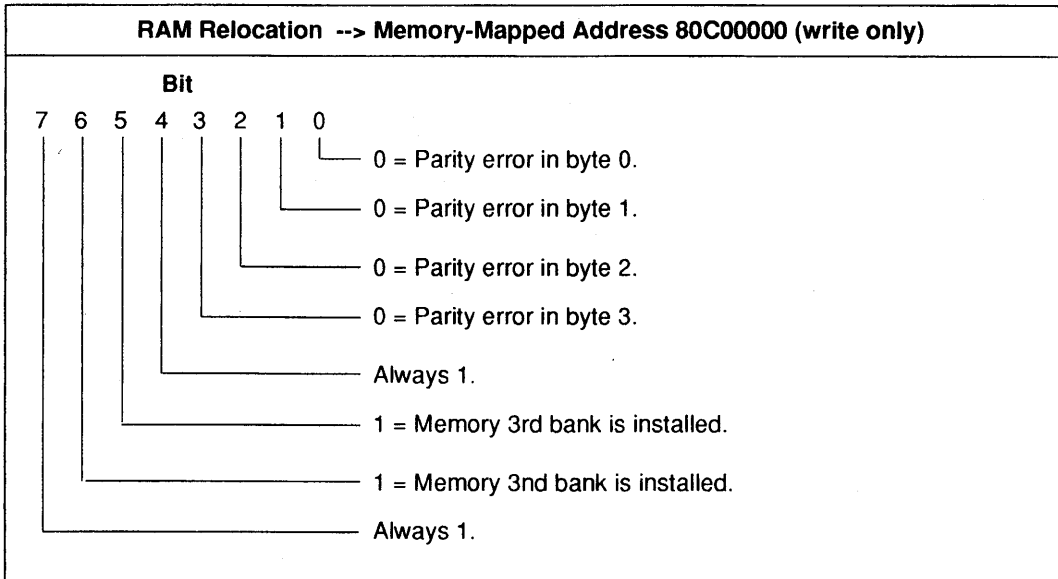 RAM Relocation --> Memory-Mapped Address 80C00000 (write only)
Bit
7 6 5 4 3 2 1 0
0 = Parity error in byte 0.
0 = Parity error in byte 1.
0 = Parity error in byte 2.
0 = Parity error in byte 3.
Always 1.
1 = Memory 3rd bank is installed.
1 = Memory 3nd bank is installed.
Always 1.